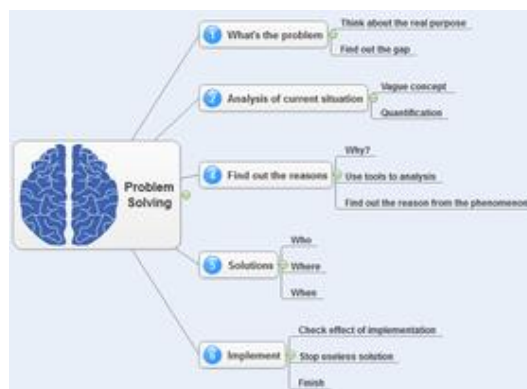 Problem
Solving
1 What's the problem
Think about the real purpose
Find out the gap
2 Analysis of current situation
Vague concept
Quantification
Find out the reasons
Why?
Use tools to analysis
Find out the reason from the phenomenon
5 Solutions
Who
Where
When
6 Implement
Check effect of implementation
Stop useless solution
Finish